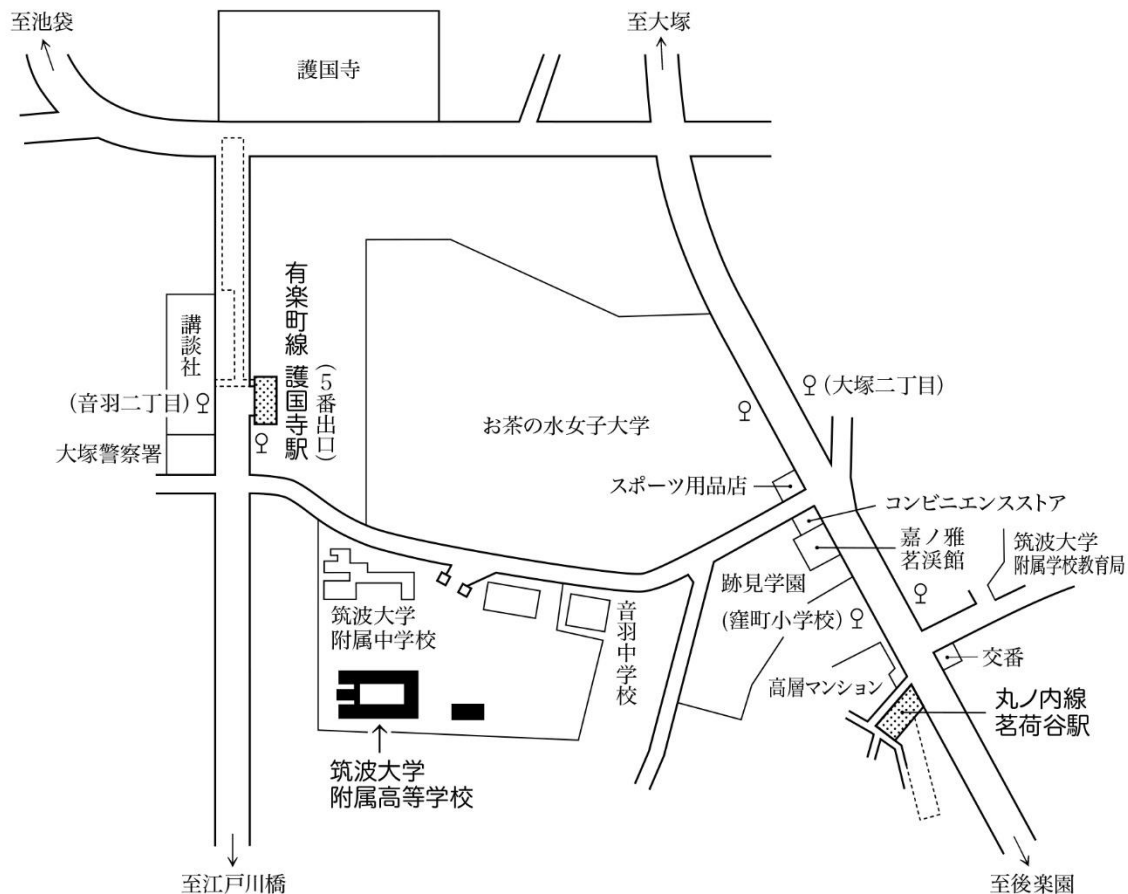 至池袋
至大塚
護国寺
有楽町線 護国寺駅
(5番出口)
講談社
(音羽二丁目)
大塚警察署
お茶の水女子大学
(大塚二丁目)
スポーツ用品店
コンビニエンスストア
嘉ノ雅
茗渓館
筑波大学
附属学校教育局
跡見学園
(窪町小学校)
筑波大学
附属中学校
音羽中学校
交番
高層マンション
丸ノ内線
茗荷谷駅
筑波大学
附属高等学校
至江戸川橋
至後楽園